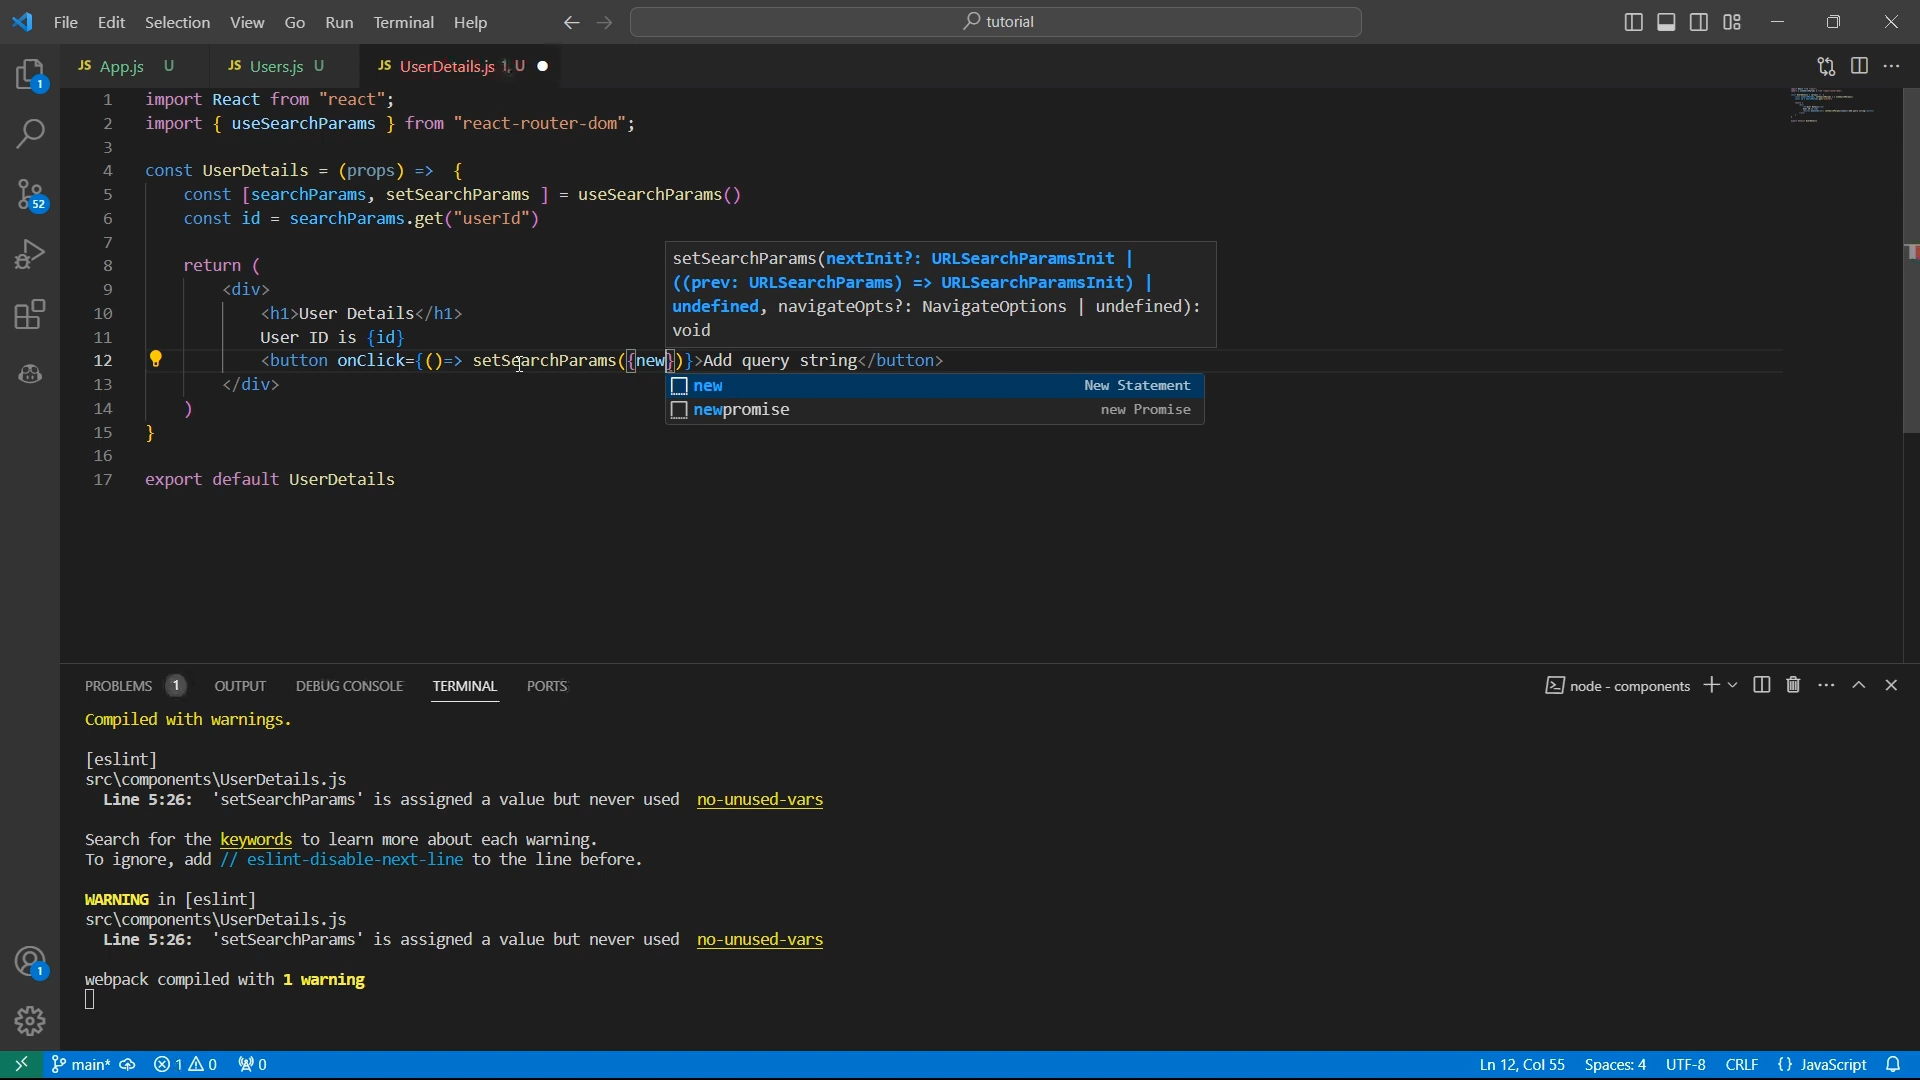 File Edit Selection View Go Run Terminal Help tutorial
JS App.js U JS Users.js U JS UserDetails.js 1, U
1 import React from "react";
2 import { useSearchParams } from "react-router-dom";
3
4 const UserDetails = (props) => {
5 const [searchParams, setSearchParams ] = useSearchParams()
6 const id = searchParams.get("userId")
7
8 return (
9 <div>
10 <h1>User Details</h1>
11 User ID is {id}
12 <button onClick={()=> setSearchParams({new})}>Add query string</button>
13 </div>
14 )
15 }
16
17 export default UserDetails
setSearchParams(nextInit?: URLSearchParamsInit |
((prev: URLSearchParams) => URLSearchParamsInit) |
undefined, navigateOpts?: NavigateOptions | undefined):
void
new New Statement
newpromise new Promise
1
52
1
PROBLEMS 1 OUTPUT DEBUG CONSOLE TERMINAL PORTS node - components
Compiled with warnings.
[eslint]
src\components\UserDetails.js
Line 5:26: 'setSearchParams' is assigned a value but never used no-unused-vars
Search for the keywords to learn more about each warning.
To ignore, add // eslint-disable-next-line to the line before.
WARNING in [eslint]
src\components\UserDetails.js
Line 5:26: 'setSearchParams' is assigned a value but never used no-unused-vars
webpack compiled with 1 warning
main* 1 0 0 Ln 12, Col 55 Spaces: 4 UTF-8 CRLF {} JavaScript